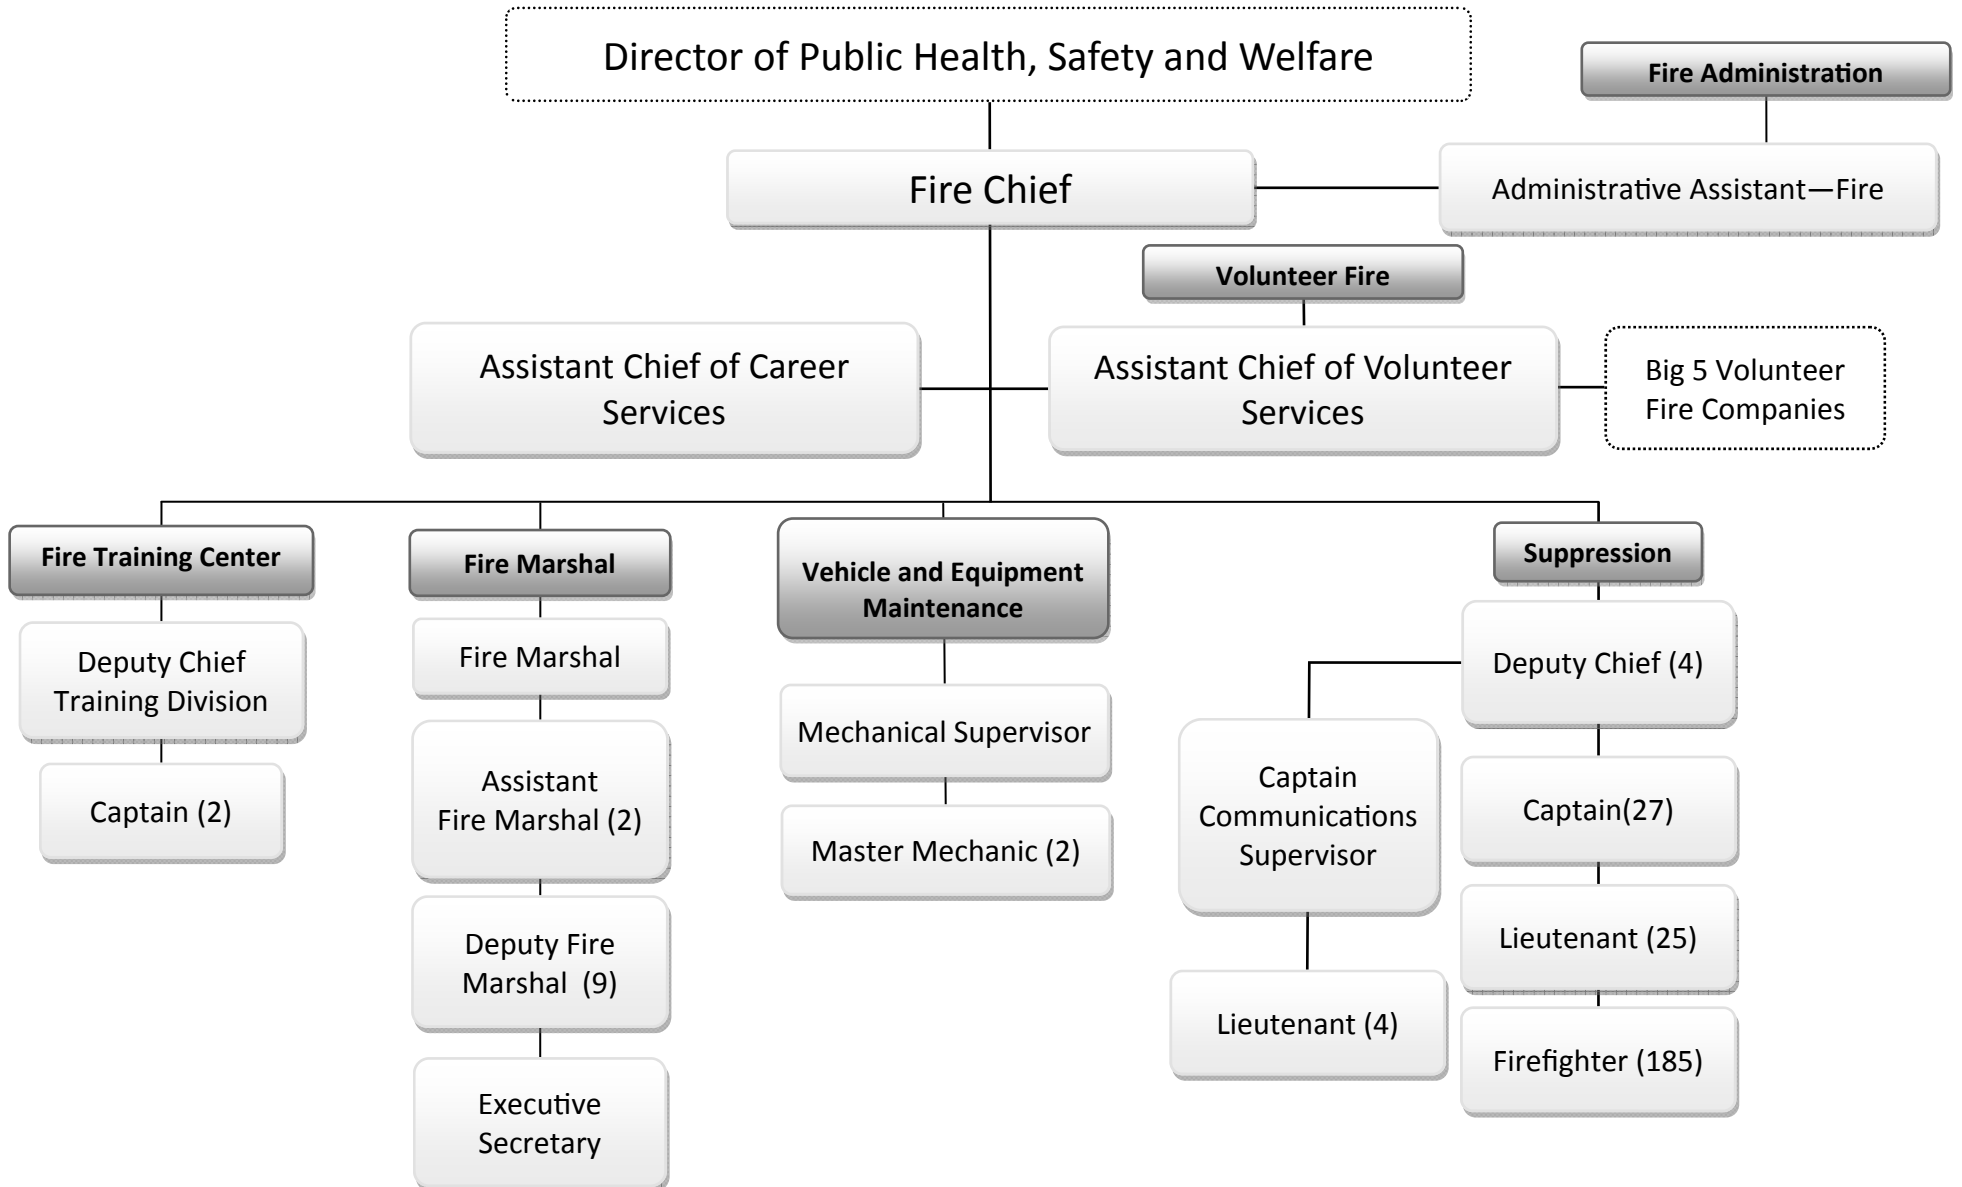 Director of Public Health, Safety and Welfare
Fire Administration
Fire Chief
Administrative Assistant—Fire
Volunteer Fire
Assistant Chief of Career
Services
Assistant Chief of Volunteer
Services
Big 5 Volunteer
Fire Companies
Fire Training Center
Deputy Chief
Training Division
Captain (2)
Fire Marshal
Fire Marshal
Assistant
Fire Marshal (2)
Deputy Fire
Marshal (9)
Executive
Secretary
Vehicle and Equipment
Maintenance
Mechanical Supervisor
Master Mechanic (2)
Suppression
Deputy Chief (4)
Captain
Communications
Supervisor
Lieutenant (4)
Captain(27)
Lieutenant (25)
Firefighter (185)